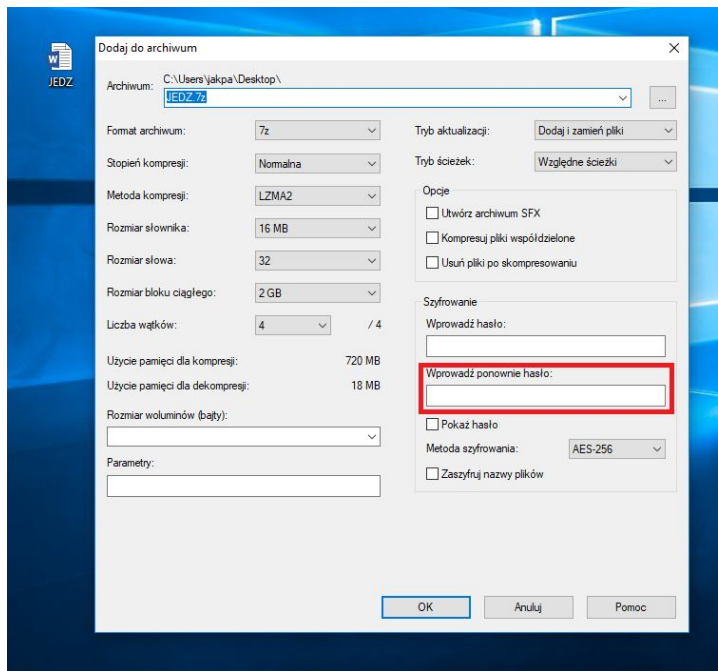 JEDZ
Dodaj do archiwum
Archiwum:
C:\Users\jakpa\Desktop\
JEDZ.7z
...
Format archiwum:
7z
Stopień kompresji:
Normalna
Metoda kompresji:
LZMA2
Rozmiar słownika:
16 MB
Rozmiar słowa:
32
Rozmiar bloku ciągłego:
2 GB
Liczba wątków:
4
/ 4
Użycie pamięci dla kompresji:
720 MB
Użycie pamięci dla dekompresji:
18 MB
Rozmiar woluminów (bajty):
Parametry:
Tryb aktualizacji:
Dodaj i zamień pliki
Tryb ścieżek:
Względne ścieżki
Opcje
Utwórz archiwum SFX
Kompresuj pliki współdzielone
Usuń pliki po skompresowaniu
Szyfrowanie
Wprowadź hasło:
Wprowadź ponownie hasło:
Pokaż hasło
Metoda szyfrowania:
AES-256
Zaszyfruj nazwy plików
OK
Anuluj
Pomoc